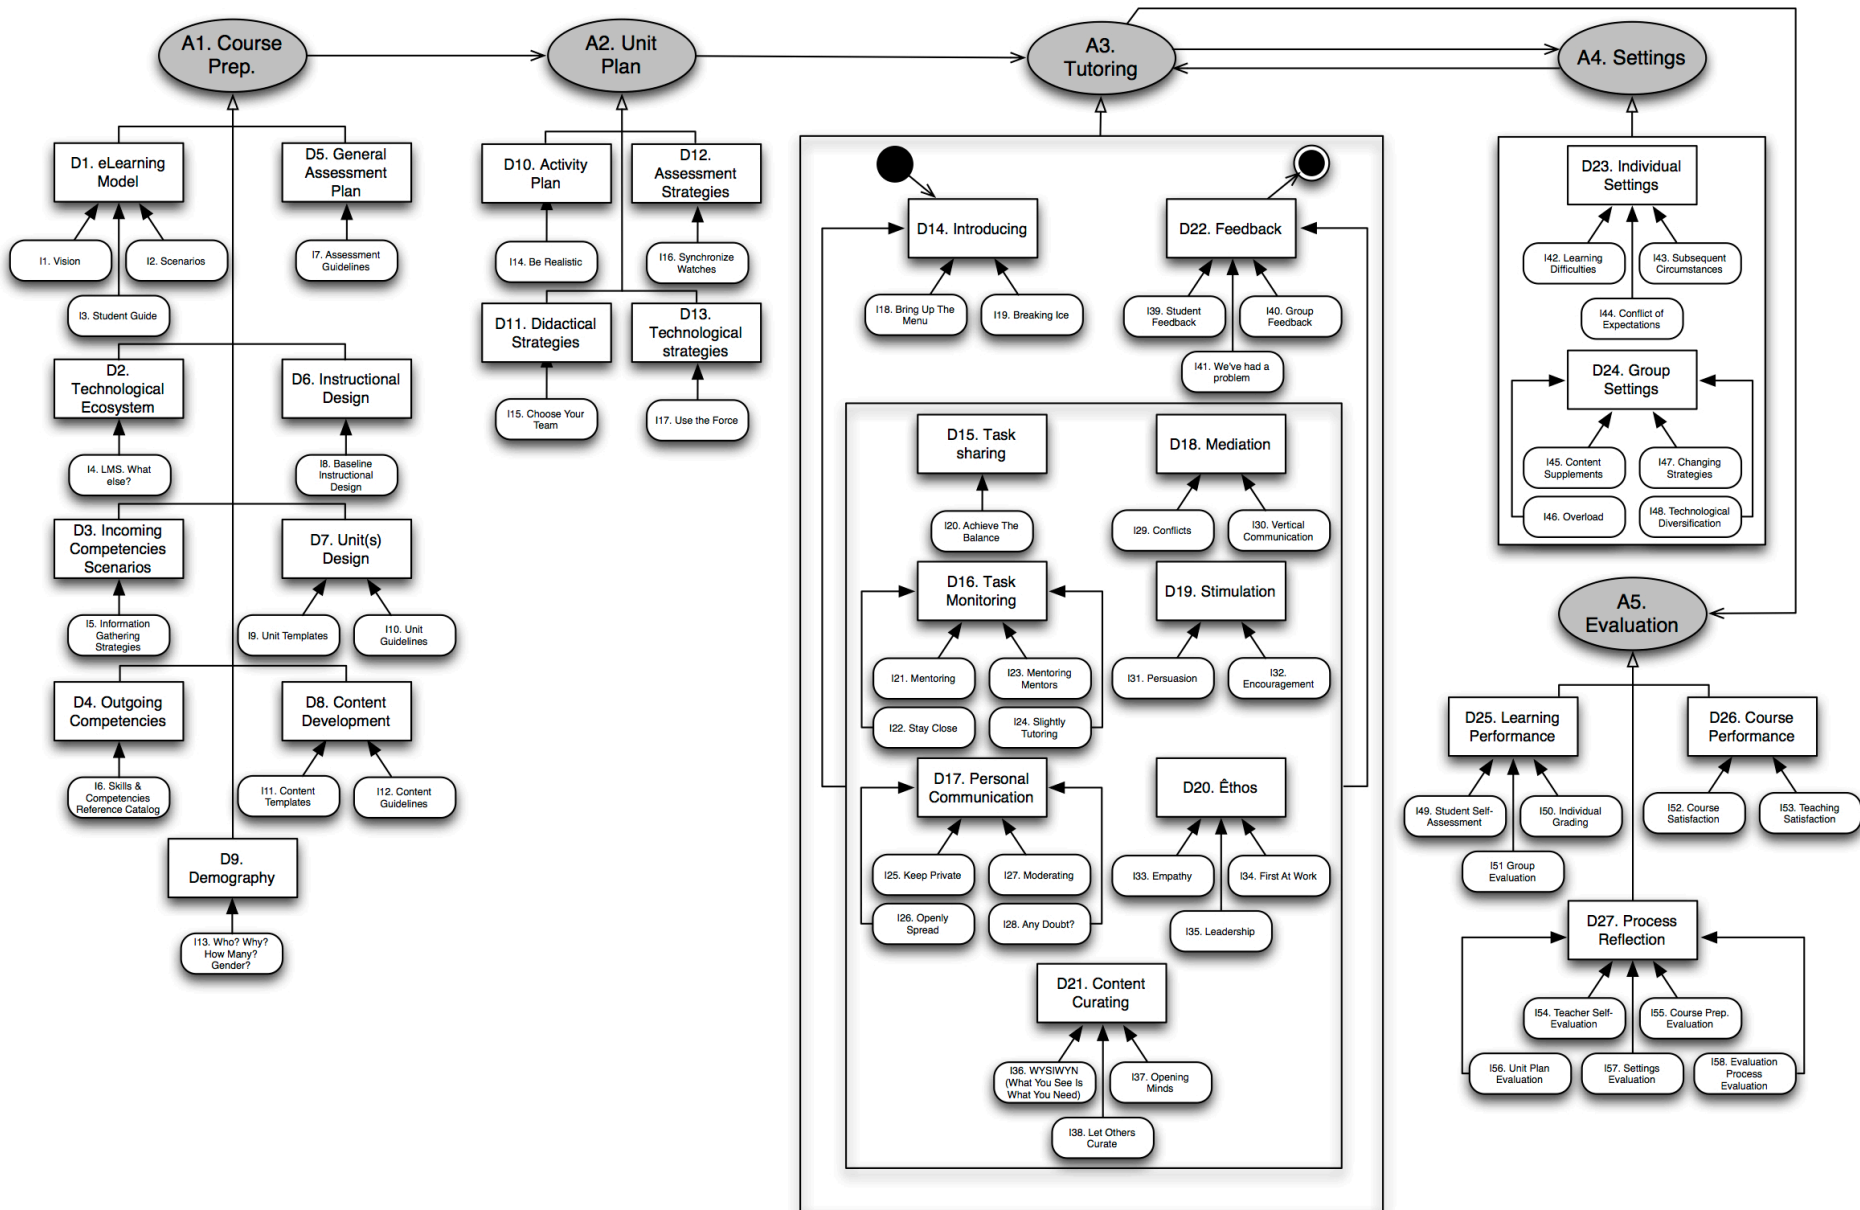 A1. Course
Prep.
A2. Unit
Plan
A3.
Tutoring
A4. Settings
D1. eLearning
Model
D5. General
Assessment
Plan
I1. Vision
I2. Scenarios
I7. Assessment
Guidelines
I3. Student Guide
D2.
Technological
Ecosystem
D6. Instructional
Design
I4. LMS. What
else?
I8. Baseline
Instructional
Design
D3. Incoming
Competencies
Scenarios
D7. Unit(s)
Design
I5. Information
Gathering
Strategies
I9. Unit Templates
I10. Unit
Guidelines
D4. Outgoing
Competencies
D8. Content
Development
I6. Skills &
Competencies
Reference Catalog
I11. Content
Templates
I12. Content
Guidelines
D9.
Demography
I13. Who? Why?
How Many?
Gender?
D10. Activity
Plan
D12.
Assessment
Strategies
I14. Be Realistic
I16. Synchronize
Watches
D11. Didactical
Strategies
D13.
Technological
strategies
I15. Choose Your
Team
I17. Use the Force
D14. Introducing
D22. Feedback
I18. Bring Up The
Menu
I19. Breaking Ice
I39. Student
Feedback
I40. Group
Feedback
I41. We've had a
problem
D15. Task
sharing
D18. Mediation
I20. Achieve The
Balance
I29. Conflicts
I30. Vertical
Communication
D16. Task
Monitoring
D19. Stimulation
I21. Mentoring
I23. Mentoring
Mentors
I31. Persuasion
I32.
Encouragement
I22. Stay Close
I24. Slightly
Tutoring
D17. Personal
Communication
D20. Êthos
I25. Keep Private
I27. Moderating
I33. Empathy
I34. First At Work
I26. Openly
Spread
I28. Any Doubt?
I35. Leadership
D21. Content
Curating
I36. WYSIWYN
(What You See Is
What You Need)
I37. Opening
Minds
I38. Let Others
Curate
D23. Individual
Settings
I42. Learning
Difficulties
I43. Subsequent
Circumstances
I44. Conflict of
Expectations
D24. Group
Settings
I45. Content
Supplements
I47. Changing
Strategies
I46. Overload
I48. Technological
Diversification
A5.
Evaluation
D25. Learning
Performance
D26. Course
Performance
I49. Student Self-
Assessment
I50. Individual
Grading
I52. Course
Satisfaction
I53. Teaching
Satisfaction
I51 Group
Evaluation
D27. Process
Reflection
I54. Teacher Self-
Evaluation
I55. Course Prep.
Evaluation
I56. Unit Plan
Evaluation
I57. Settings
Evaluation
I58. Evaluation
Process
Evaluation